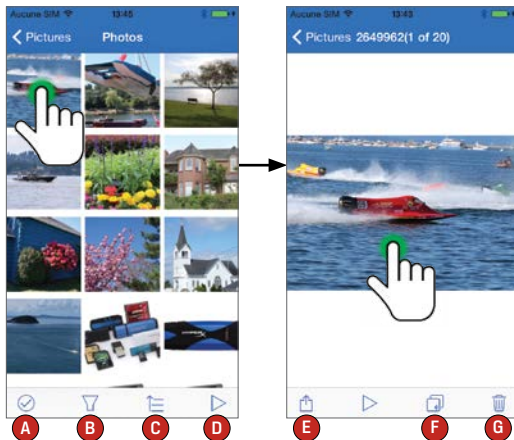 Aucune SIM 13:45
Pictures Photos
A B C D
Aucune SIM 13:43
Pictures 2649962(1 of 20)
E F G